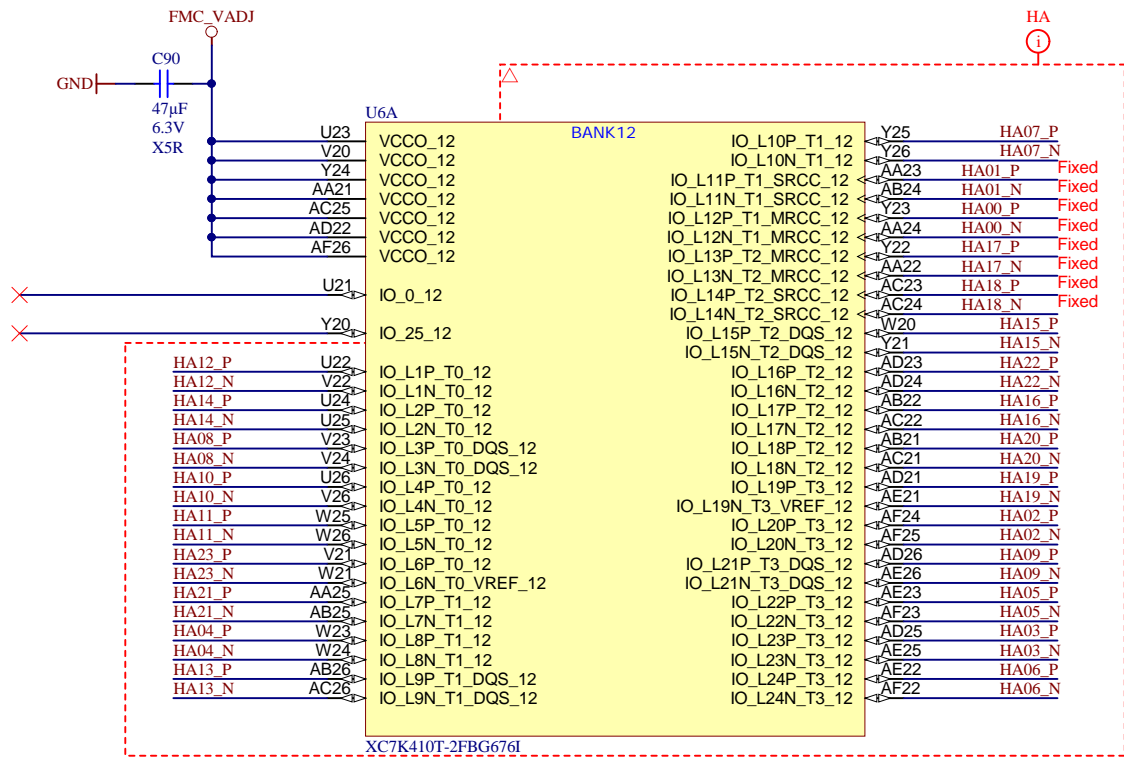 FMC_VADJ
HA
i
C90
GND
47µF
6.3V
X5R
U6A
BANK12
U23 VCCO_12
V20 VCCO_12
Y24 VCCO_12
AA21 VCCO_12
AC25 VCCO_12
AD22 VCCO_12
AF26 VCCO_12
U21 IO_0_12
Y20 IO_25_12
HA12_P U22 IO_L1P_T0_12
HA12_N V22 IO_L1N_T0_12
HA14_P U24 IO_L2P_T0_12
HA14_N U25 IO_L2N_T0_12
HA08_P V23 IO_L3P_T0_DQS_12
HA08_N V24 IO_L3N_T0_DQS_12
HA10_P U26 IO_L4P_T0_12
HA10_N V26 IO_L4N_T0_12
HA11_P W25 IO_L5P_T0_12
HA11_N W26 IO_L5N_T0_12
HA23_P V21 IO_L6P_T0_12
HA23_N W21 IO_L6N_T0_VREF_12
HA21_P AA25 IO_L7P_T1_12
HA21_N AB25 IO_L7N_T1_12
HA04_P W23 IO_L8P_T1_12
HA04_N W24 IO_L8N_T1_12
HA13_P AB26 IO_L9P_T1_DQS_12
HA13_N AC26 IO_L9N_T1_DQS_12
IO_L10P_T1_12 Y25 HA07_P
IO_L10N_T1_12 Y26 HA07_N
IO_L11P_T1_SRCC_12 AA23 HA01_P Fixed
IO_L11N_T1_SRCC_12 AB24 HA01_N Fixed
IO_L12P_T1_MRCC_12 Y23 HA00_P Fixed
IO_L12N_T1_MRCC_12 AA24 HA00_N Fixed
IO_L13P_T2_MRCC_12 Y22 HA17_P Fixed
IO_L13N_T2_MRCC_12 AA22 HA17_N Fixed
IO_L14P_T2_SRCC_12 AC23 HA18_P Fixed
IO_L14N_T2_SRCC_12 AC24 HA18_N Fixed
IO_L15P_T2_DQS_12 W20 HA15_P
IO_L15N_T2_DQS_12 Y21 HA15_N
IO_L16P_T2_12 AD23 HA22_P
IO_L16N_T2_12 AD24 HA22_N
IO_L17P_T2_12 AB22 HA16_P
IO_L17N_T2_12 AC22 HA16_N
IO_L18P_T2_12 AB21 HA20_P
IO_L18N_T2_12 AC21 HA20_N
IO_L19P_T3_12 AD21 HA19_P
IO_L19N_T3_VREF_12 AE21 HA19_N
IO_L20P_T3_12 AF24 HA02_P
IO_L20N_T3_12 AF25 HA02_N
IO_L21P_T3_DQS_12 AD26 HA09_P
IO_L21N_T3_DQS_12 AE26 HA09_N
IO_L22P_T3_12 AE23 HA05_P
IO_L22N_T3_12 AF23 HA05_N
IO_L23P_T3_12 AD25 HA03_P
IO_L23N_T3_12 AE25 HA03_N
IO_L24P_T3_12 AE22 HA06_P
IO_L24N_T3_12 AF22 HA06_N
XC7K410T-2FBG676I